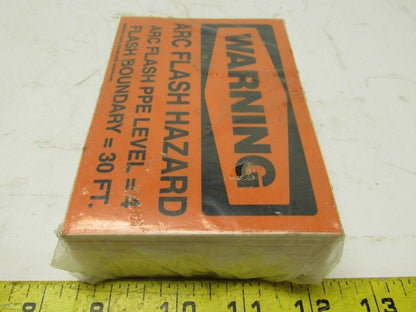 WARNING
ARC FLASH HAZARD
ARC FLASH PPE LEVEL = 4
FLASH BOUNDARY = 30 FT.
8 9 10 11 12 13